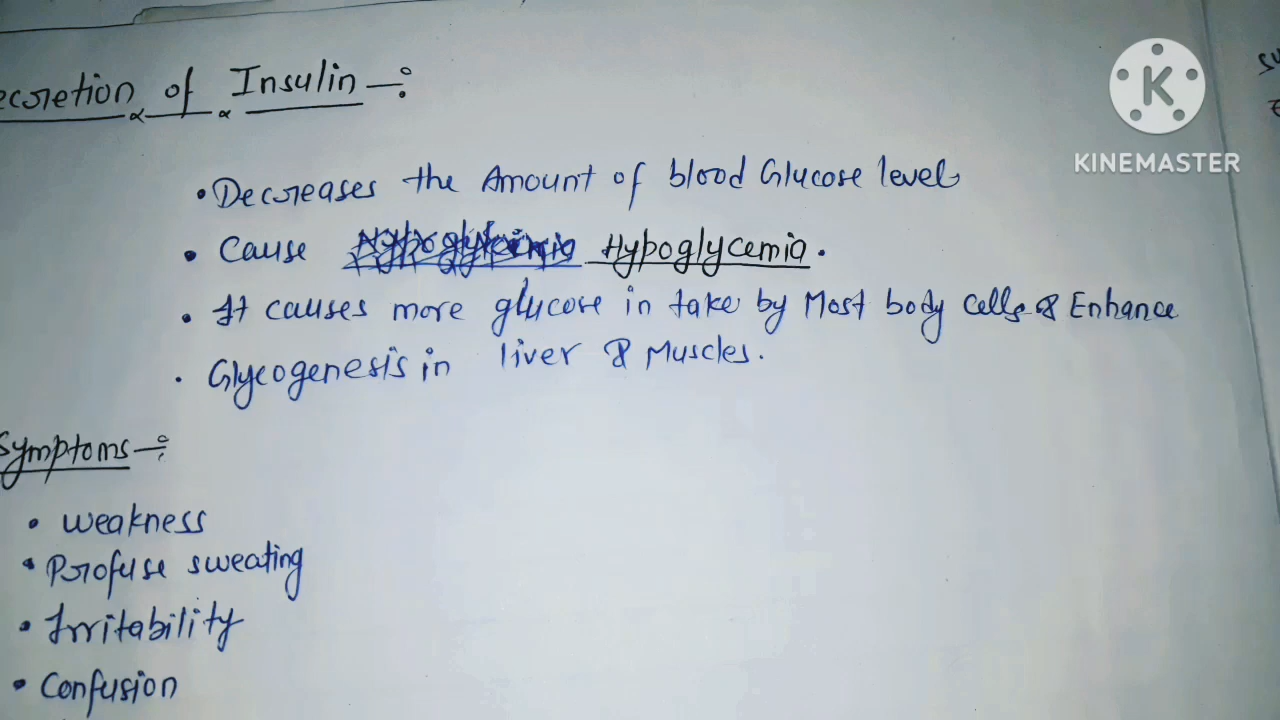 ecretion of Insulin —:
KINEMASTER
• Decreases the Amount of blood Glucose level
• Cause Hypoglycemia.
• It causes more glucose in take by Most body Cells & Enhance
• Glycogenesis in liver & Muscles.
Symptoms —:
• Weakness
• Profuse sweating
• Irritability
• Confusion